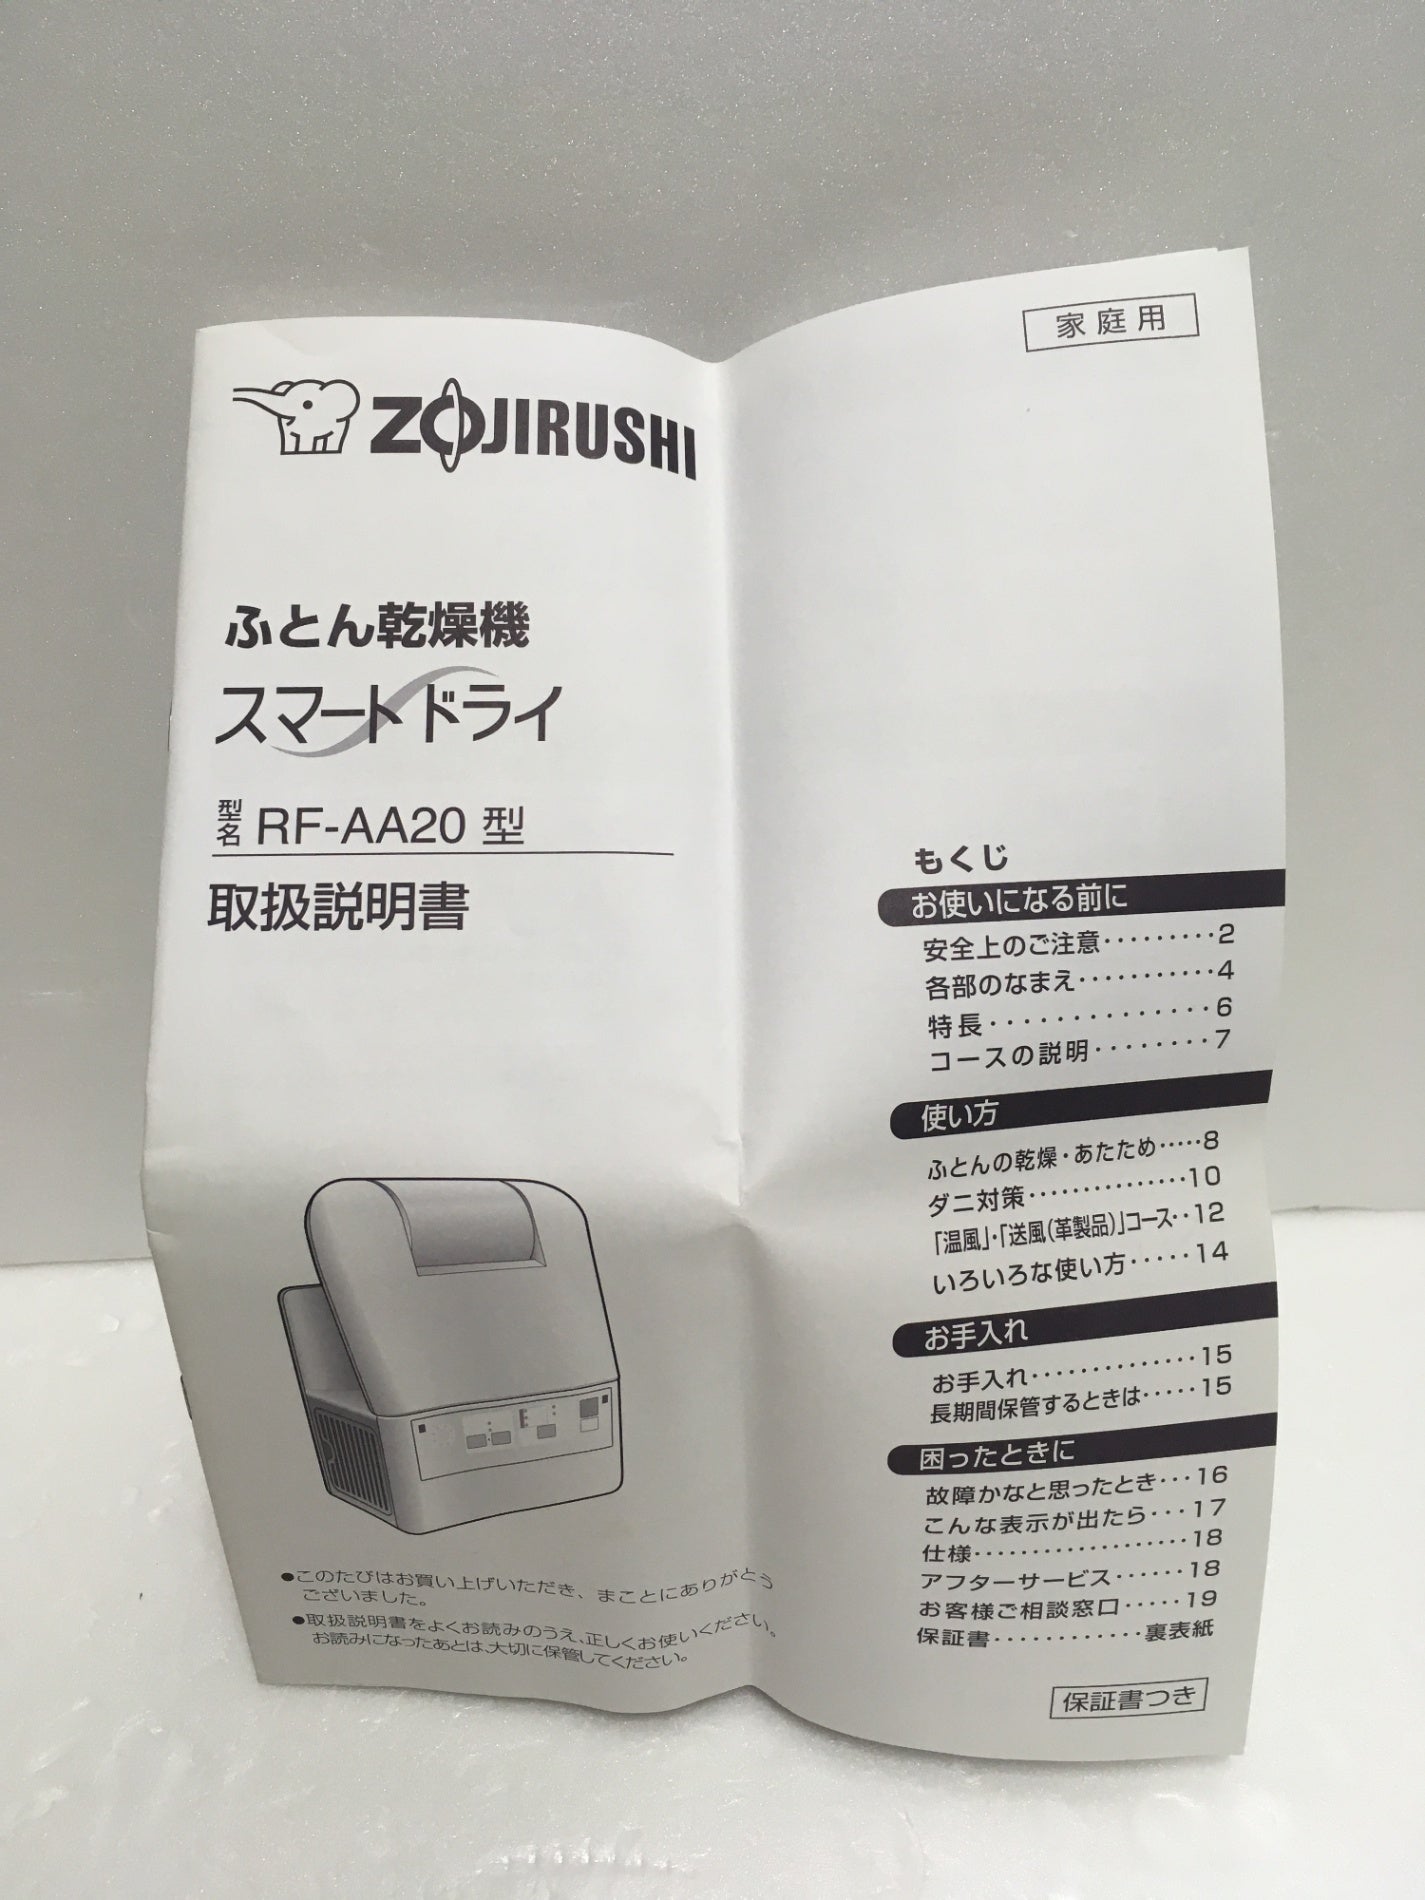 家庭用
ZOJIRUSHI
ふとん乾燥機
スマートドライ
型名 RF-AA20 型
取扱説明書
もくじ
お使いになる前に
安全上のご注意・・・・・・・・・2
各部のなまえ・・・・・・・・・・・4
特長・・・・・・・・・・・・・・6
コースの説明・・・・・・・・7
使い方
ふとんの乾燥・あたため・・・・・8
ダニ対策・・・・・・・・・・・・・・・10
「温風」・「送風(革製品)」コース・・12
いろいろな使い方・・・・・14
お手入れ
お手入れ・・・・・・・・・・・・・・15
長期間保管するときは・・・・・15
困ったときに
故障かなと思ったとき・・・16
こんな表示が出たら・・・17
仕様・・・・・・・・・・・・・・・・・・・18
アフターサービス・・・・・・18
お客様ご相談窓口・・・・・19
保証書・・・・・・・・・・・・裏表紙
●このたびはお買い上げいただき、まことにありがとう
ございました。
●取扱説明書をよくお読みのうえ、正しくお使いください。
お読みになったあとは、大切に保管してください。
保証書つき